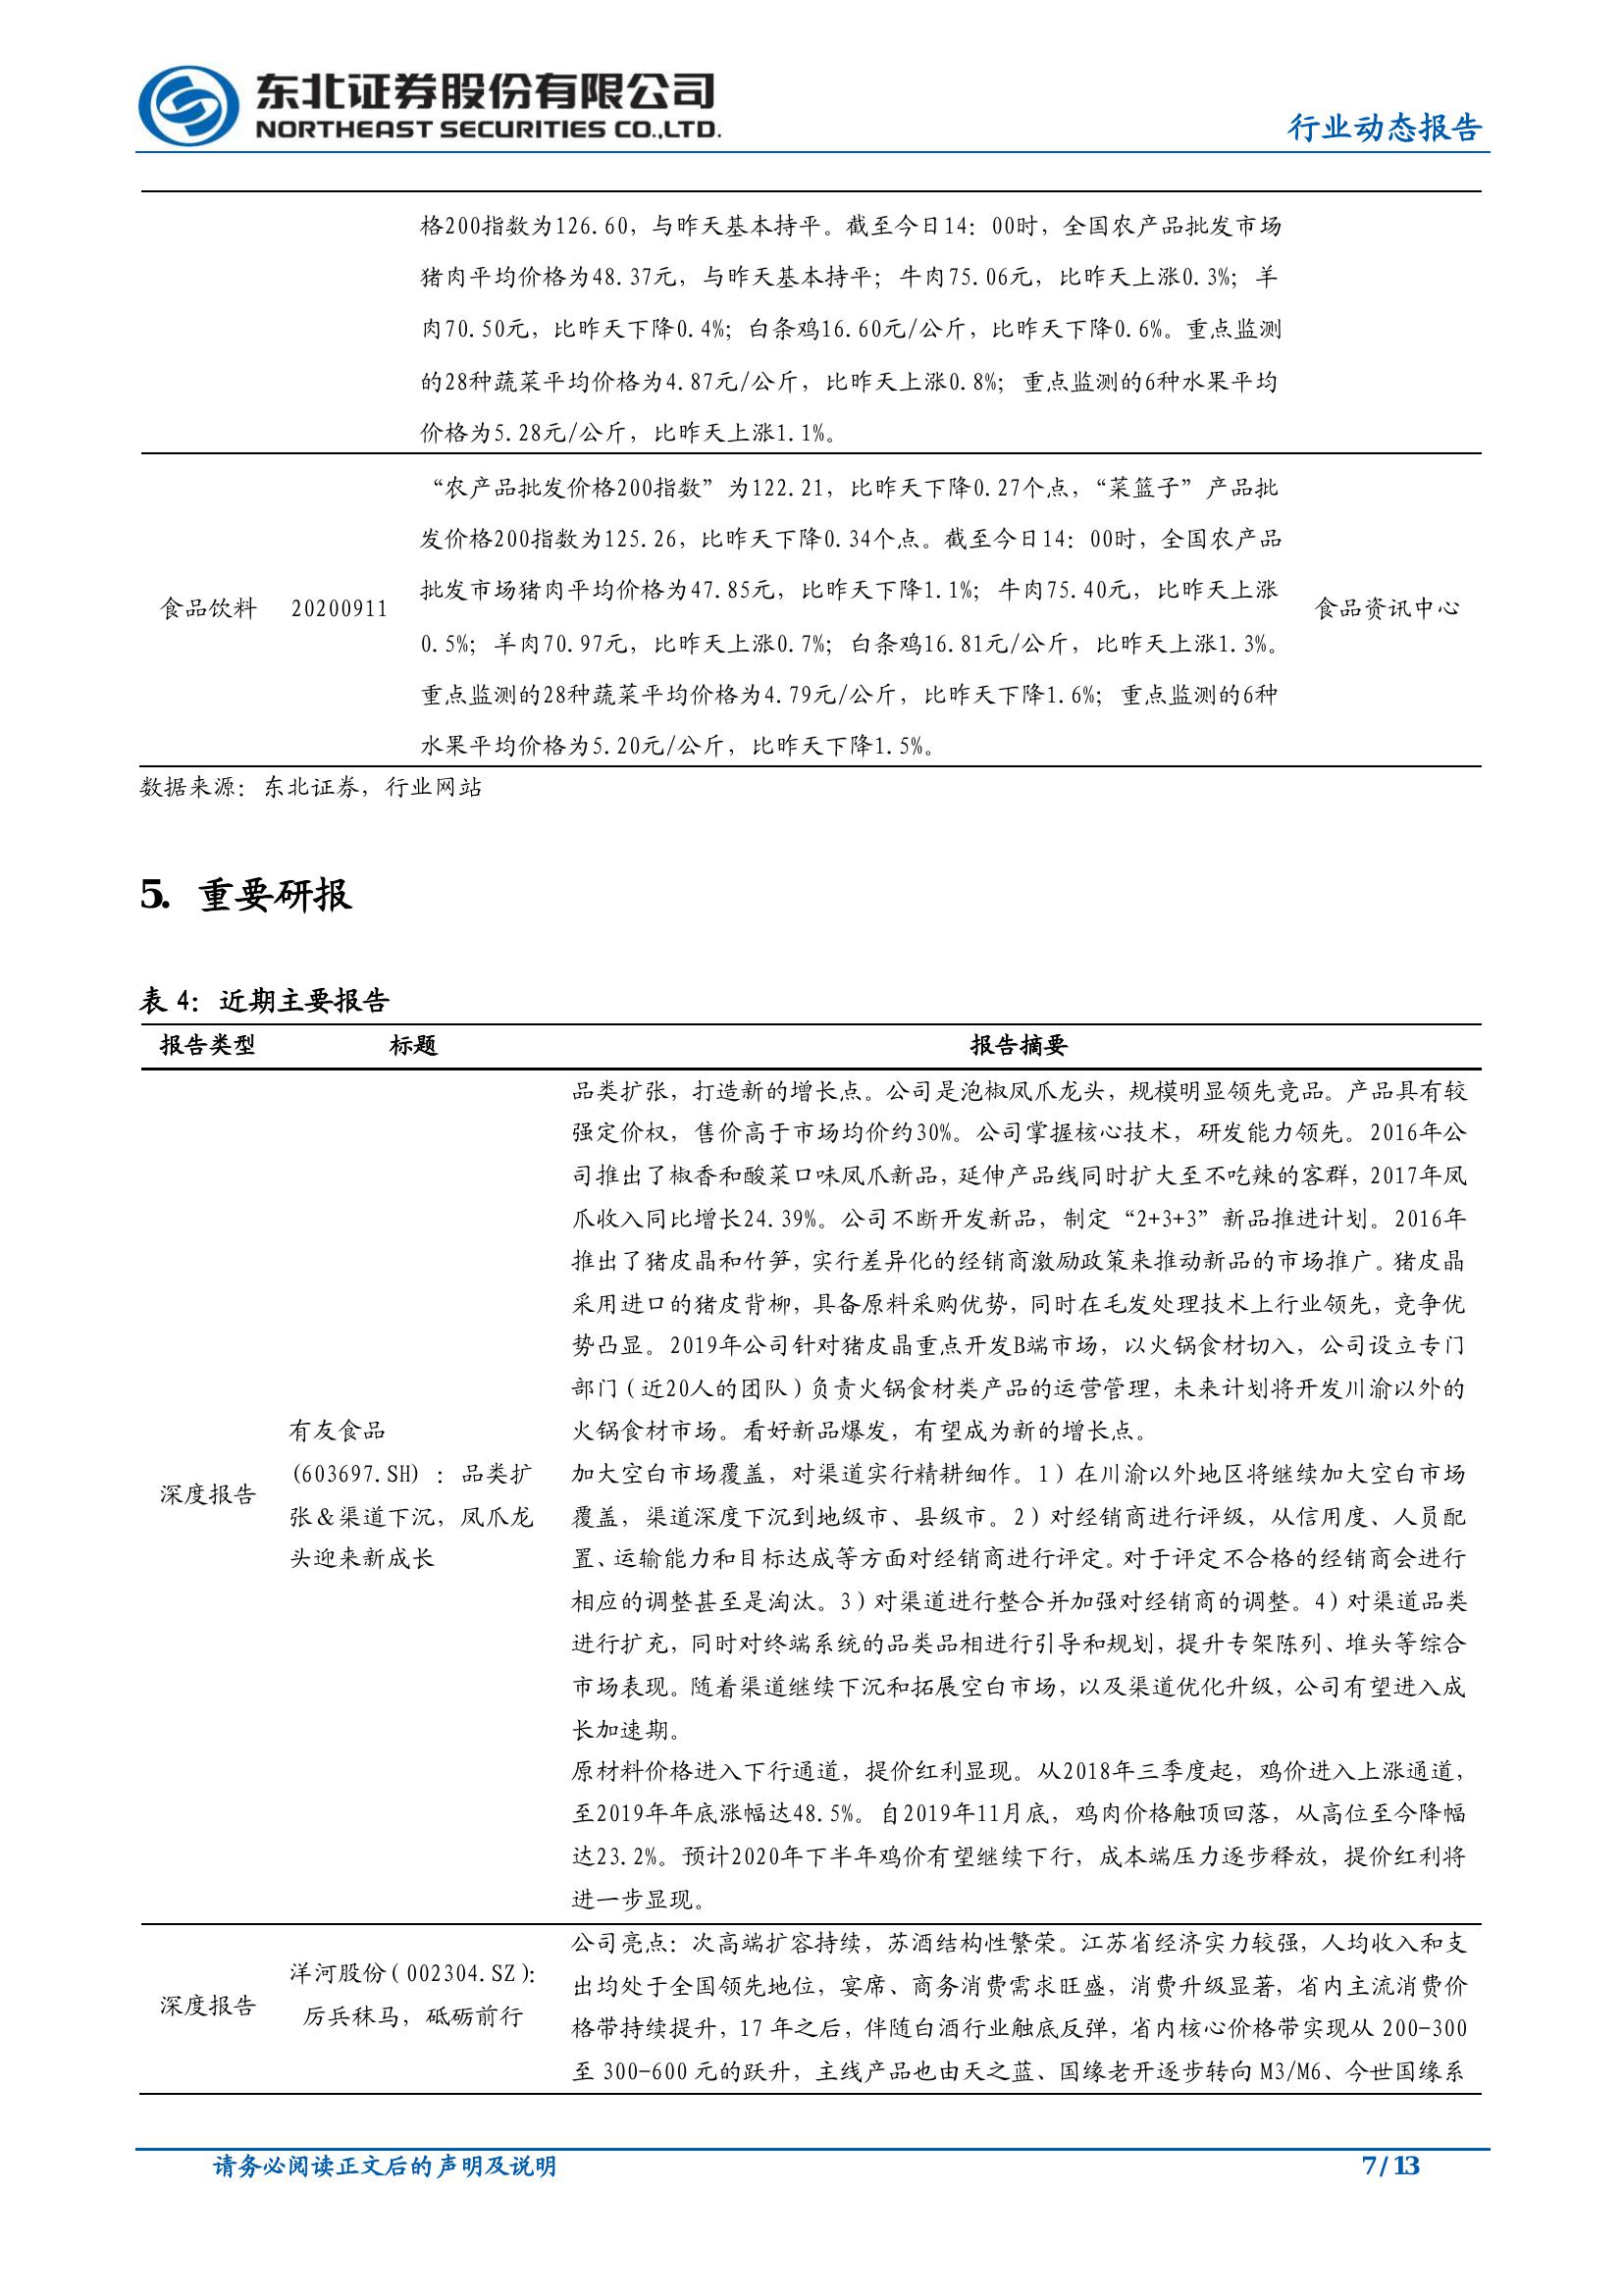 东北证券股份有限公司
NORTHEAST SECURITIES CO.,LTD.
行业动态报告
格200指数为126.60，与昨天基本持平。截至今日14：00时，全国农产品批发市场
猪肉平均价格为48.37元，与昨天基本持平；牛肉75.06元，比昨天上涨0.3%；羊
肉70.50元，比昨天下降0.4%；白条鸡16.60元/公斤，比昨天下降0.6%。重点监测
的28种蔬菜平均价格为4.87元/公斤，比昨天上涨0.8%；重点监测的6种水果平均
价格为5.28元/公斤，比昨天上涨1.1%。
食品饮料 20200911
“农产品批发价格200指数”为122.21，比昨天下降0.27个点，“菜篮子”产品批
发价格200指数为125.26，比昨天下降0.34个点。截至今日14：00时，全国农产品
批发市场猪肉平均价格为47.85元，比昨天下降1.1%；牛肉75.40元，比昨天上涨
0.5%；羊肉70.97元，比昨天上涨0.7%；白条鸡16.81元/公斤，比昨天上涨1.3%。
重点监测的28种蔬菜平均价格为4.79元/公斤，比昨天下降1.6%；重点监测的6种
水果平均价格为5.20元/公斤，比昨天下降1.5%。
食品资讯中心
数据来源：东北证券，行业网站
5. 重要研报
表 4：近期主要报告
报告类型 标题 报告摘要
深度报告
有友食品
(603697.SH) ：品类扩
张＆渠道下沉，凤爪龙
头迎来新成长
品类扩张，打造新的增长点。公司是泡椒凤爪龙头，规模明显领先竞品。产品具有较
强定价权，售价高于市场均价约30%。公司掌握核心技术，研发能力领先。2016年公
司推出了椒香和酸菜口味凤爪新品，延伸产品线同时扩大至不吃辣的客群，2017年凤
爪收入同比增长24.39%。公司不断开发新品，制定“2+3+3”新品推进计划。2016年
推出了猪皮晶和竹笋，实行差异化的经销商激励政策来推动新品的市场推广。猪皮晶
采用进口的猪皮背柳，具备原料采购优势，同时在毛发处理技术上行业领先，竞争优
势凸显。2019年公司针对猪皮晶重点开发B端市场，以火锅食材切入，公司设立专门
部门（近20人的团队）负责火锅食材类产品的运营管理，未来计划将开发川渝以外的
火锅食材市场。看好新品爆发，有望成为新的增长点。
加大空白市场覆盖，对渠道实行精耕细作。1）在川渝以外地区将继续加大空白市场
覆盖，渠道深度下沉到地级市、县级市。2）对经销商进行评级，从信用度、人员配
置、运输能力和目标达成等方面对经销商进行评定。对于评定不合格的经销商会进行
相应的调整甚至是淘汰。3）对渠道进行整合并加强对经销商的调整。4）对渠道品类
进行扩充，同时对终端系统的品类品相进行引导和规划，提升专架陈列、堆头等综合
市场表现。随着渠道继续下沉和拓展空白市场，以及渠道优化升级，公司有望进入成
长加速期。
原材料价格进入下行通道，提价红利显现。从2018年三季度起，鸡价进入上涨通道，
至2019年年底涨幅达48.5%。自2019年11月底，鸡肉价格触顶回落，从高位至今降幅
达23.2%。预计2020年下半年鸡价有望继续下行，成本端压力逐步释放，提价红利将
进一步显现。
深度报告
洋河股份（002304.SZ）：
厉兵秣马，砥砺前行
公司亮点：次高端扩容持续，苏酒结构性繁荣。江苏省经济实力较强，人均收入和支
出均处于全国领先地位，宴席、商务消费需求旺盛，消费升级显著，省内主流消费价
格带持续提升，17 年之后，伴随白酒行业触底反弹，省内核心价格带实现从 200-300
至 300-600 元的跃升，主线产品也由天之蓝、国缘老开逐步转向 M3/M6、今世国缘系
请务必阅读正文后的声明及说明
7 / 13